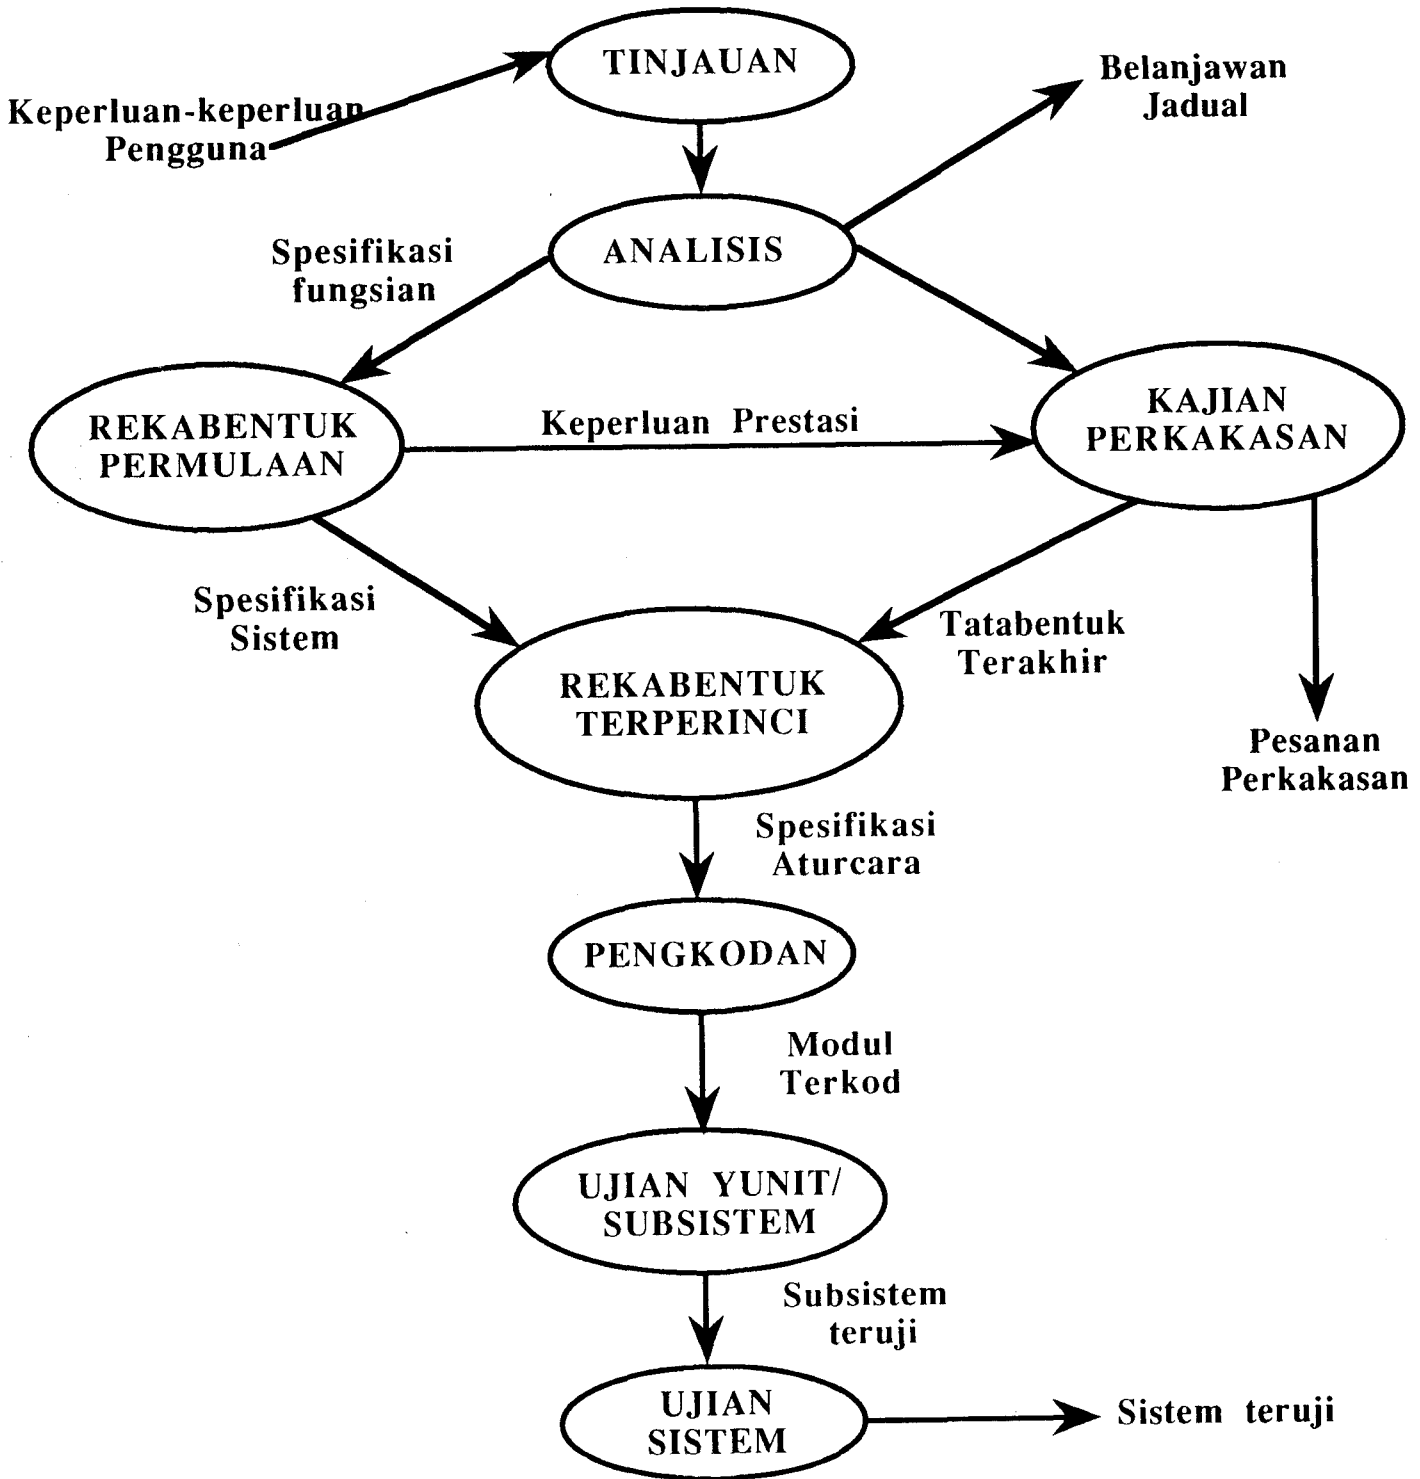 TINJAUAN
Belanjawan
Jadual
Keperluan-keperluan
Pengguna
ANALISIS
Spesifikasi
fungsian
REKABENTUK
PERMULAAN
Keperluan Prestasi
KAJIAN
PERKAKASAN
Spesifikasi
Sistem
Tatabentuk
Terakhir
REKABENTUK
TERPERINCI
Pesanan
Perkakasan
Spesifikasi
Aturcara
PENGKODAN
Modul
Terkod
UJIAN YUNIT/
SUBSISTEM
Subsistem
teruji
UJIAN
SISTEM
Sistem teruji